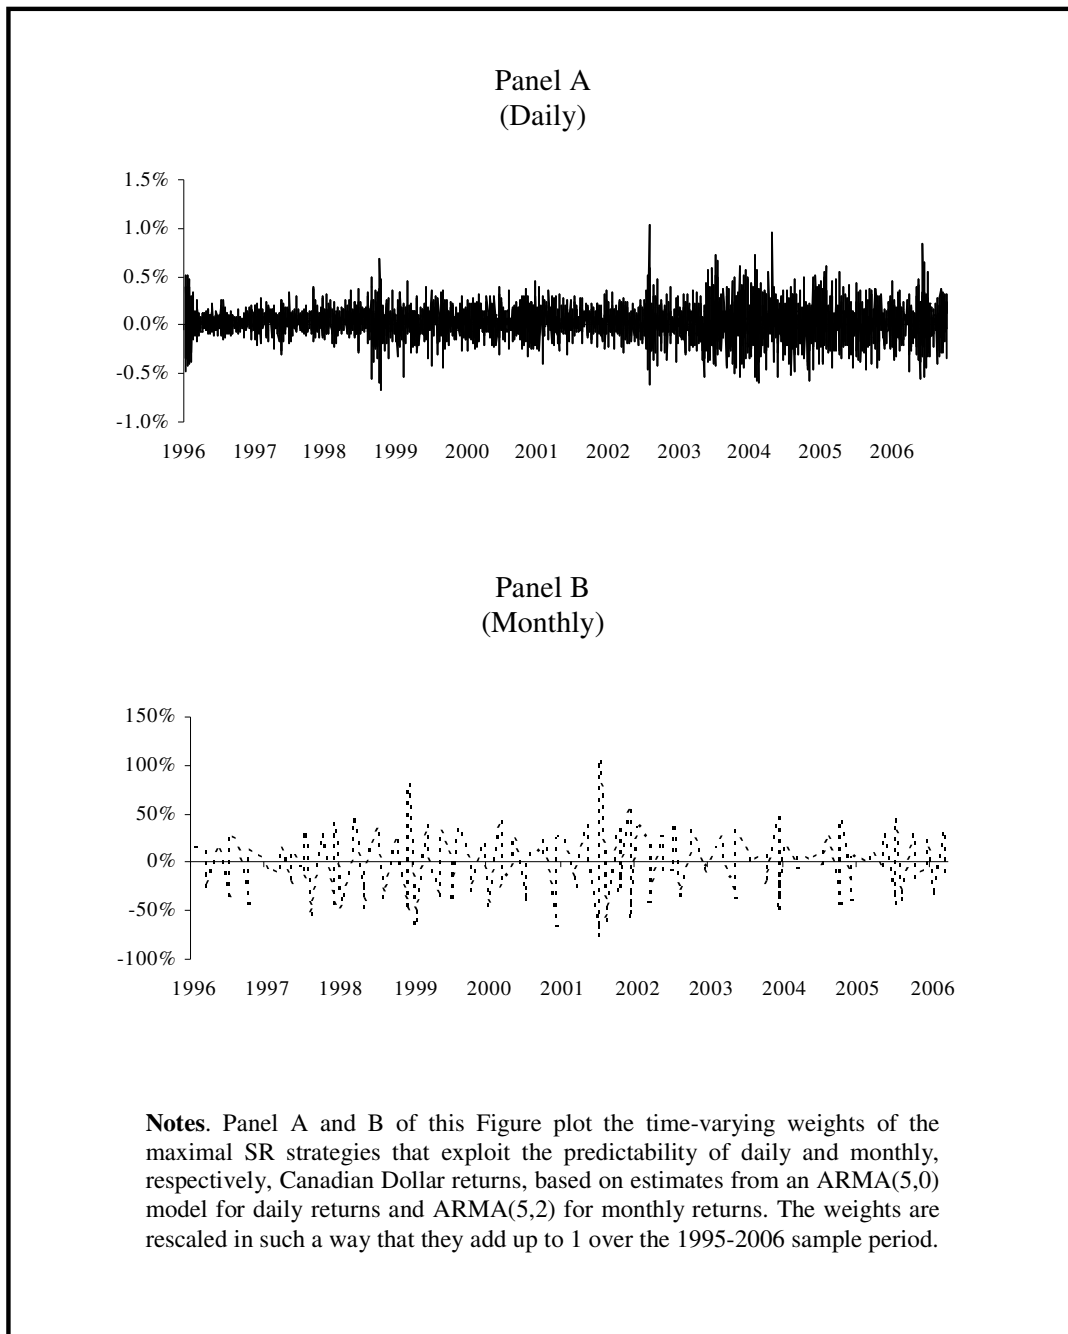 Panel A
(Daily)
1.5%
1.0%
0.5%
0.0%
-0.5%
-1.0%
1996 1997 1998 1999 2000 2001 2002 2003 2004 2005 2006
Panel B
(Monthly)
150%
100%
50%
0%
-50%
-100%
1996 1997 1998 1999 2000 2001 2002 2003 2004 2005 2006
Notes. Panel A and B of this Figure plot the time-varying weights of the
maximal SR strategies that exploit the predictability of daily and monthly,
respectively, Canadian Dollar returns, based on estimates from an ARMA(5,0)
model for daily returns and ARMA(5,2) for monthly returns. The weights are
rescaled in such a way that they add up to 1 over the 1995-2006 sample period.